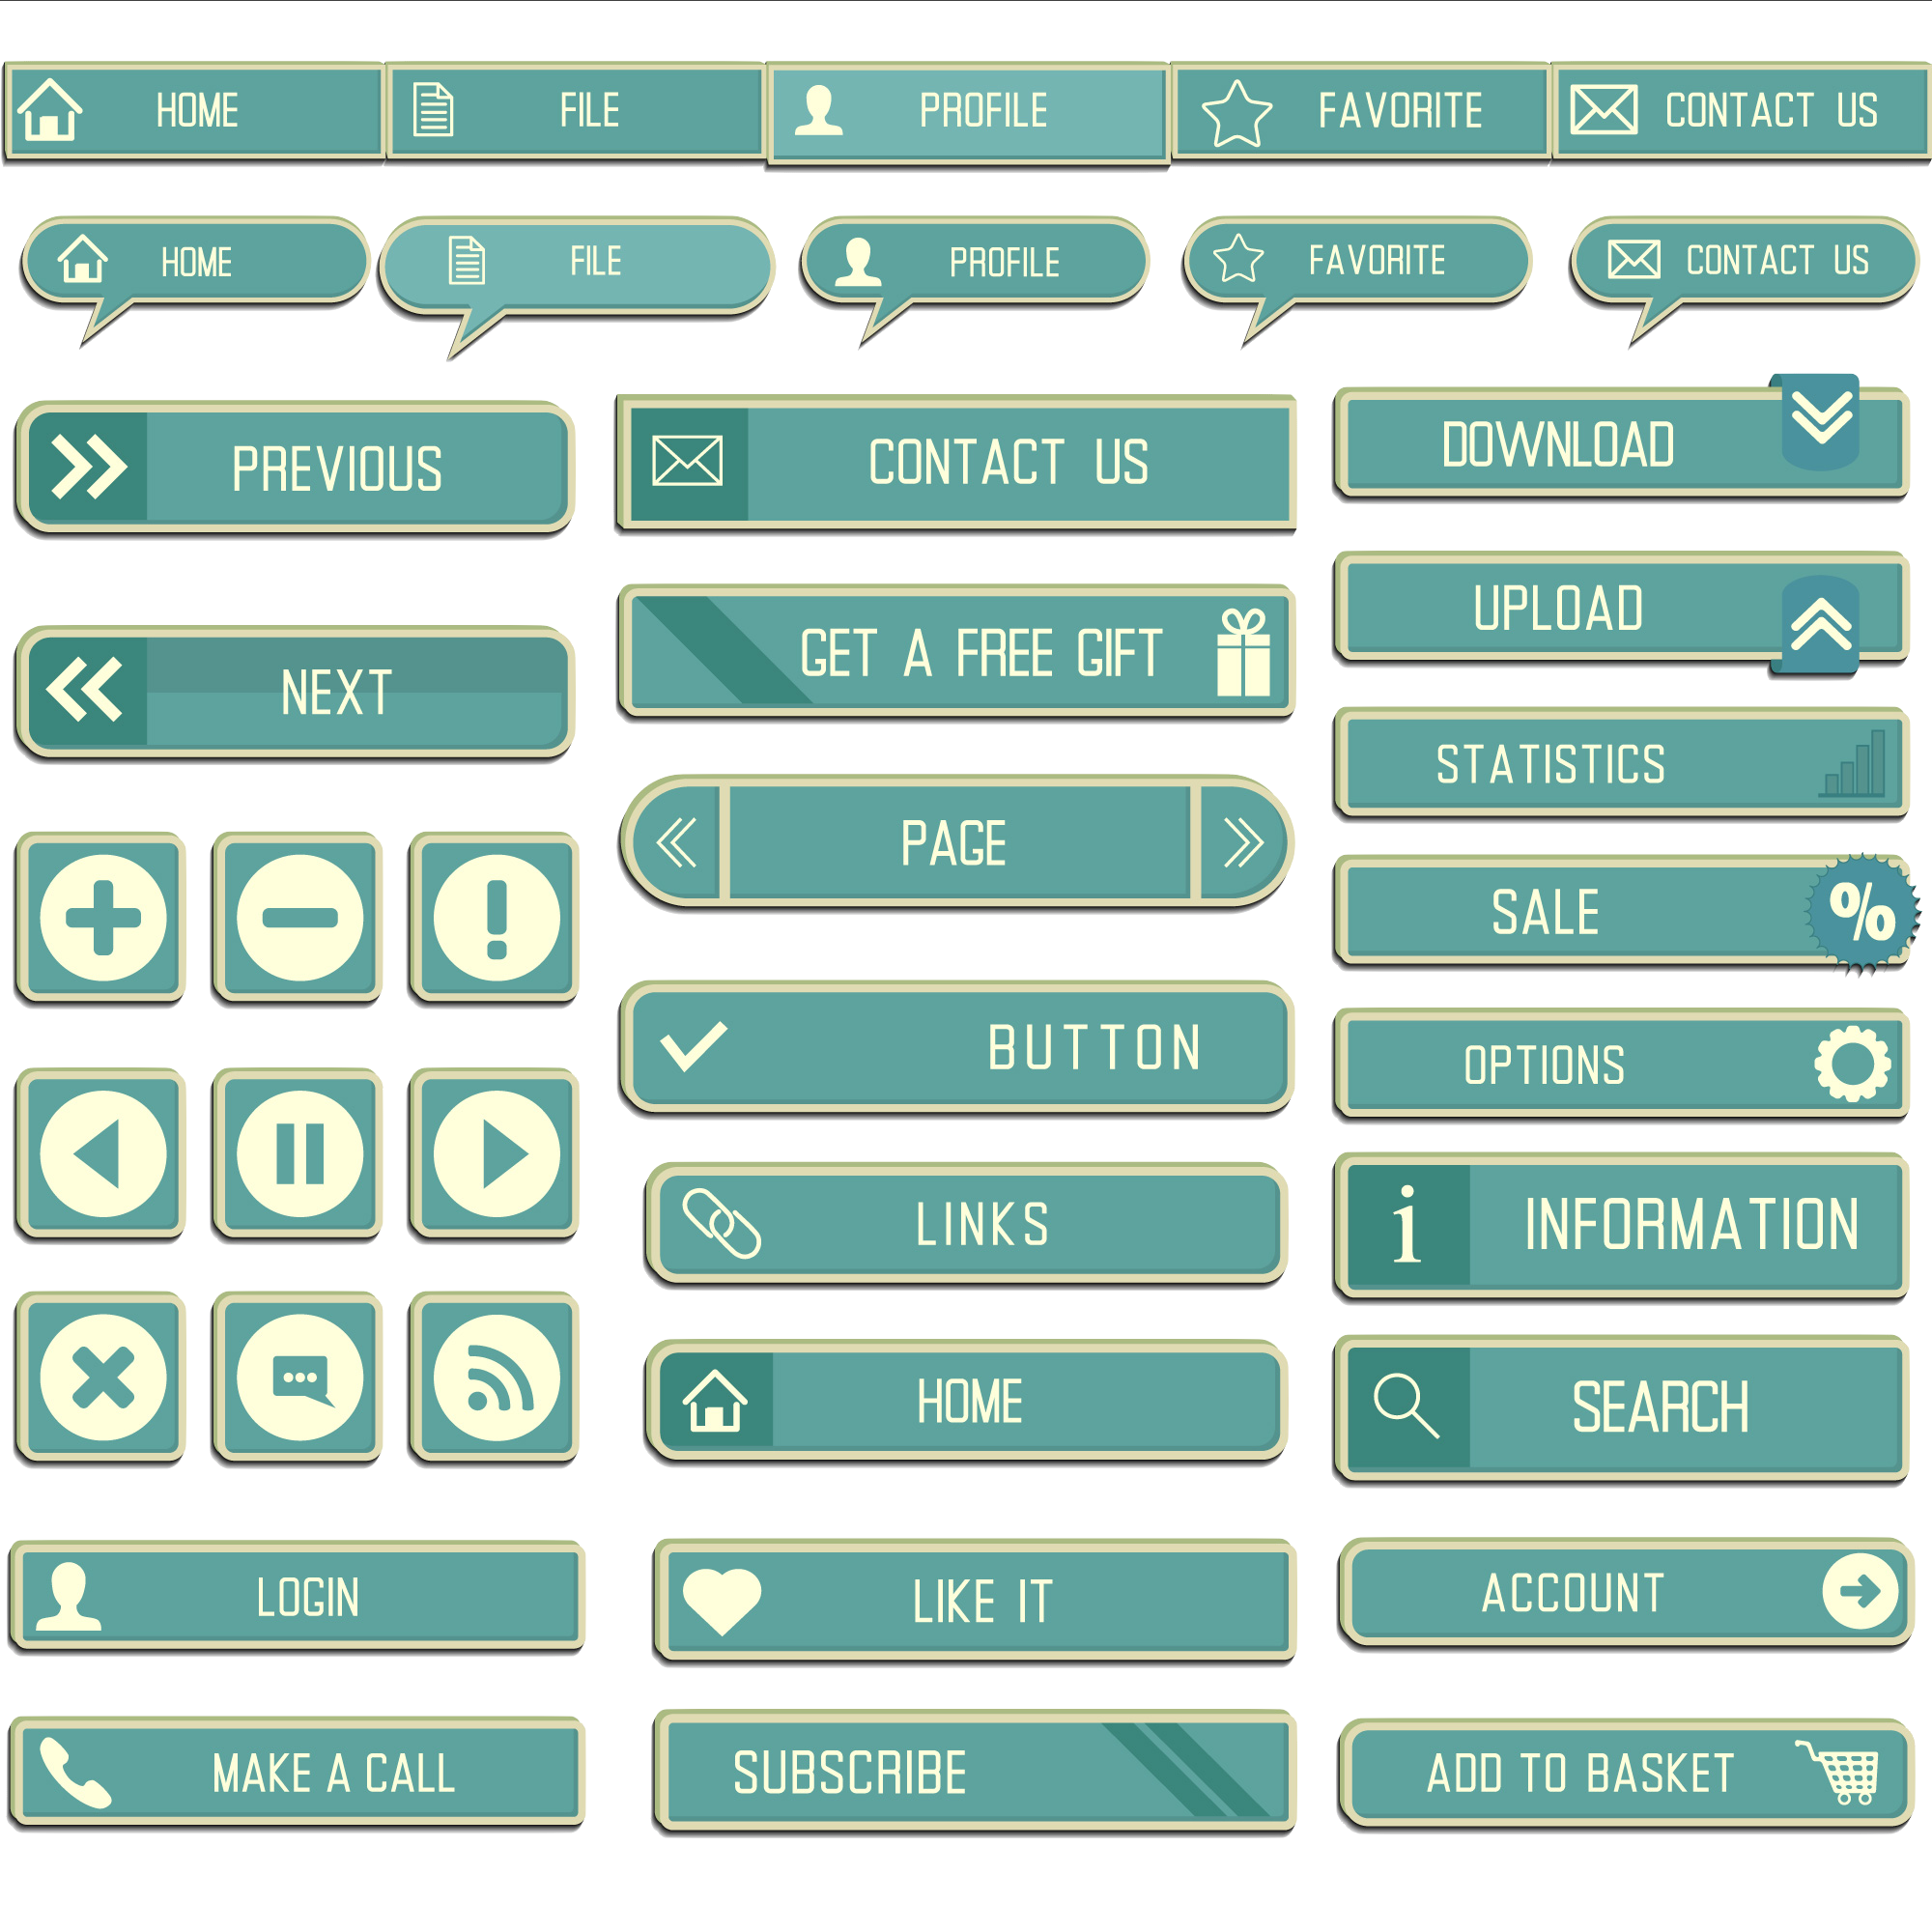 HOME
FILE
PROFILE
FAVORITE
CONTACT US
HOME
FILE
PROFILE
FAVORITE
CONTACT US
PREVIOUS
NEXT
CONTACT US
GET A FREE GIFT
PAGE
BUTTON
LINKS
HOME
DOWNLOAD
UPLOAD
STATISTICS
SALE
%
OPTIONS
i
INFORMATION
SEARCH
LOGIN
LIKE IT
ACCOUNT
MAKE A CALL
SUBSCRIBE
ADD TO BASKET